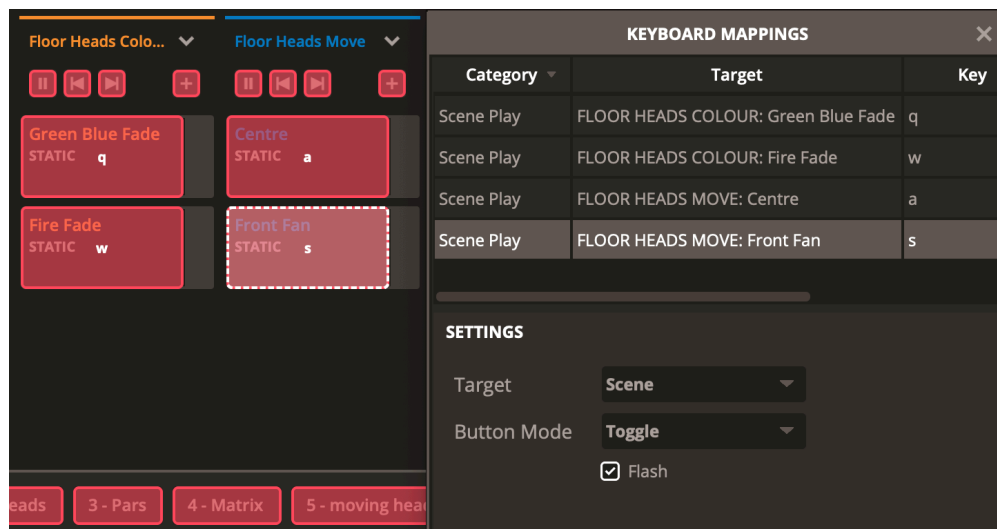 Floor Heads Colo...
Floor Heads Move
Green Blue Fade
STATIC q
Centre
STATIC a
Fire Fade
STATIC w
Front Fan
STATIC s
eads
3 - Pars
4 - Matrix
5 - moving hea
KEYBOARD MAPPINGS
Category Target Key
Scene Play FLOOR HEADS COLOUR: Green Blue Fade q
Scene Play FLOOR HEADS COLOUR: Fire Fade w
Scene Play FLOOR HEADS MOVE: Centre a
Scene Play FLOOR HEADS MOVE: Front Fan s
SETTINGS
Target Scene
Button Mode Toggle
Flash